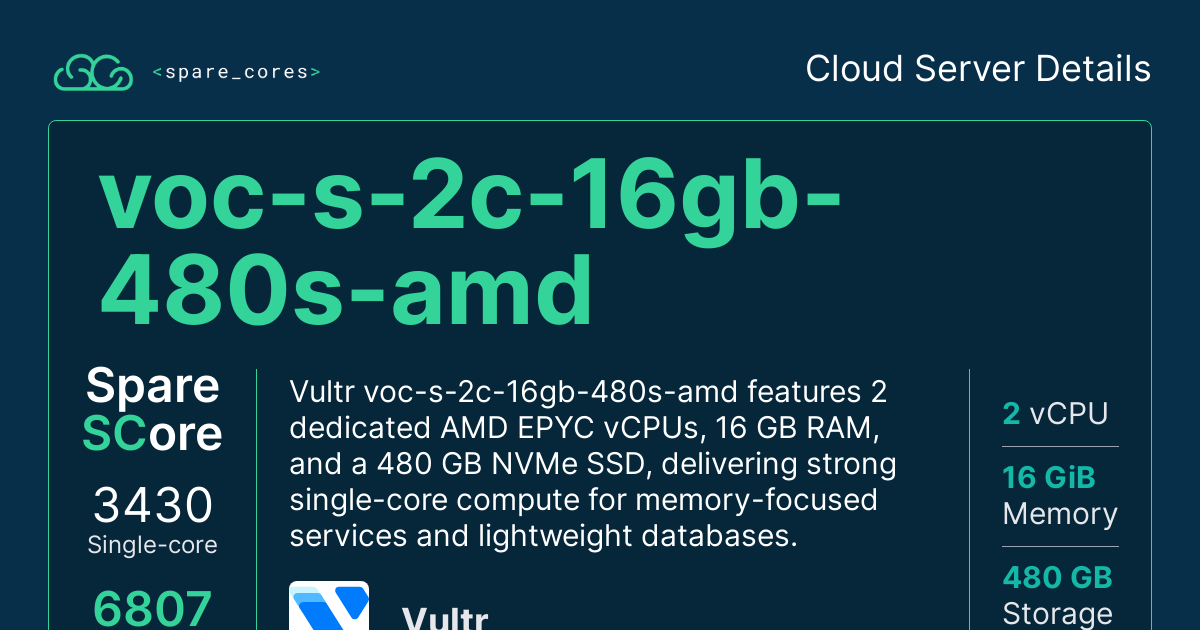 <spare_cores>
Cloud Server Details
voc-s-2c-16gb-
480s-amd
Spare
SCore
3430
Single-core
6807
Vultr voc-s-2c-16gb-480s-amd features 2
dedicated AMD EPYC vCPUs, 16 GB RAM,
and a 480 GB NVMe SSD, delivering strong
single-core compute for memory-focused
services and lightweight databases.
Vultr
2 vCPU
16 GiB
Memory
480 GB
Storage